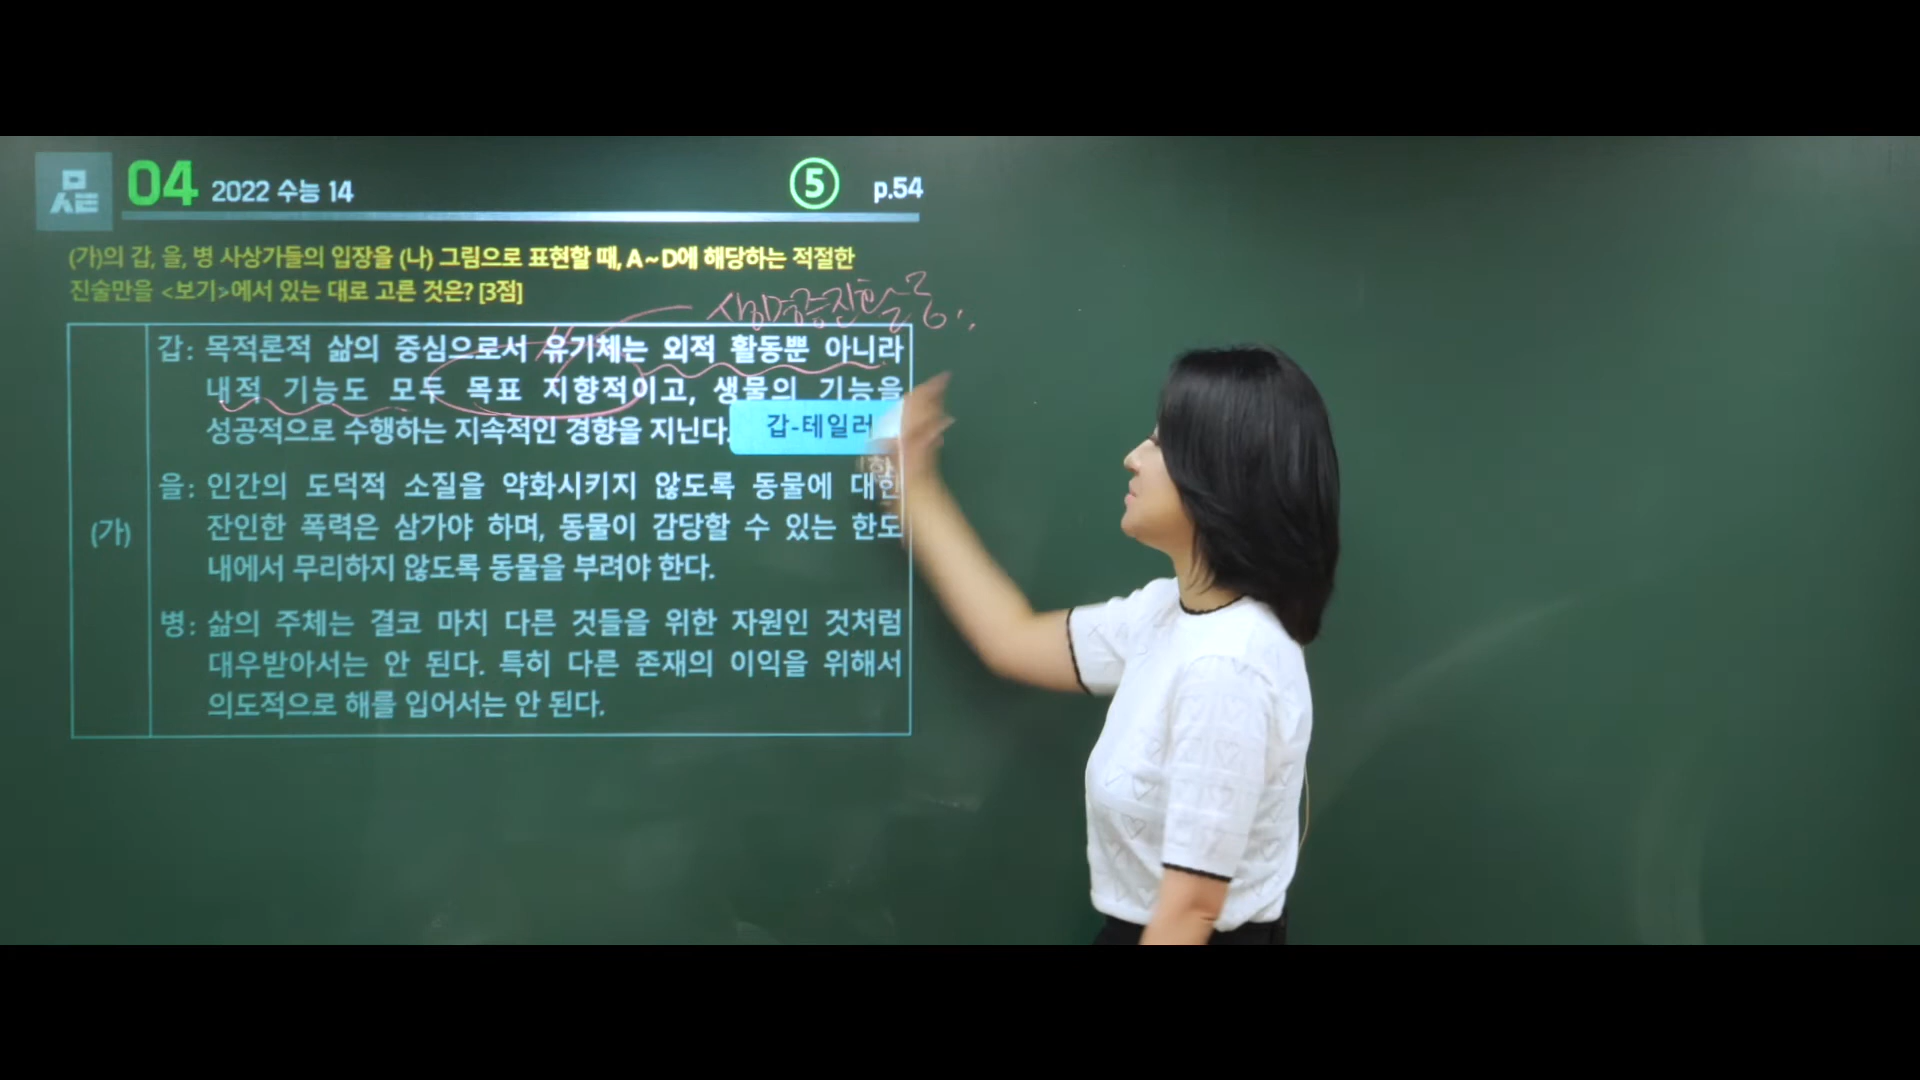 04 2022 수능 14 ⑤ p.54
(가)의 갑, 을, 병 사상가들의 입장을 (나) 그림으로 표현할 때, A~D에 해당하는 적절한
진술만을 <보기>에서 있는 대로 고른 것은? [3점]
갑: 목적론적 삶의 중심으로서 유기체는 외적 활동뿐 아니라
내적 기능도 모두 목표 지향적이고, 생물의 기능을
성공적으로 수행하는 지속적인 경향을 지닌다.
갑-테일러
(가)
을: 인간의 도덕적 소질을 약화시키지 않도록 동물에 대한
잔인한 폭력은 삼가야 하며, 동물이 감당할 수 있는 한도
내에서 무리하지 않도록 동물을 부려야 한다.
병: 삶의 주체는 결코 마치 다른 것들을 위한 자원인 것처럼
대우받아서는 안 된다. 특히 다른 존재의 이익을 위해서
의도적으로 해를 입어서는 안 된다.